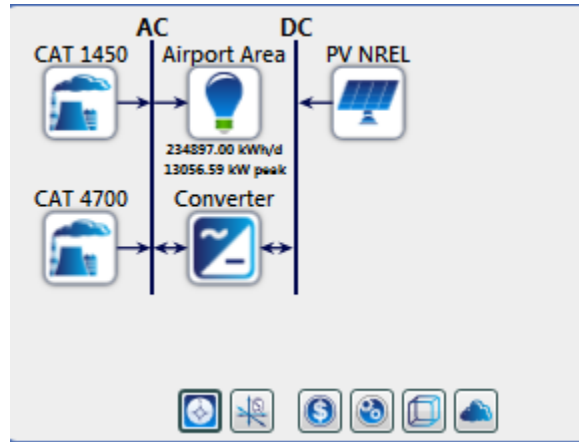 AC DC
CAT 1450 Airport Area PV NREL
234897.00 kWh/d
13056.59 kW peak
CAT 4700 Converter